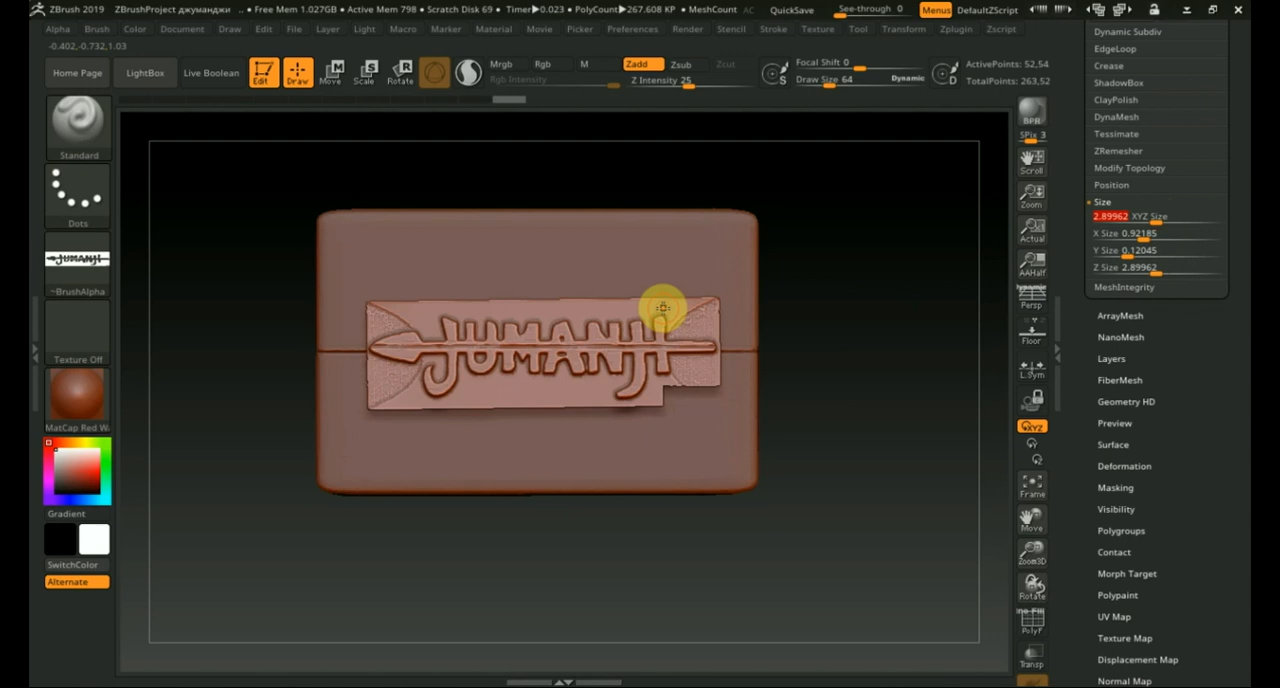 ZBrush 2019 ZBrushProject джуманджи ... • Free Mem 1.027GB • Active Mem 798 • Scratch Disk 69 • Timer▶0.023 • PolyCount▶267.608 KP • MeshCount AC QuickSave See-through 0 Menus DefaultZScript
Alpha Brush Color Document Draw Edit File Layer Light Macro Marker Material Movie Picker Preferences Render Stencil Stroke Texture Tool Transform Zplugin Zscript
-0.402,-0.732,1.03
Home Page LightBox Live Boolean Edit Draw Move Scale Rotate
Mrgb Rgb M Zadd Zsub Zcut
Rgb Intensity Z Intensity 25
Focal Shift 0
Draw Size 64 Dynamic
ActivePoints: 52,54
TotalPoints: 263,52
Standard
Dots
JUMANJI
~BrushAlpha
Texture Off
MatCap Red W
Gradient
SwitchColor
Alternate
JUMANJI
BPR
SPix 3
Scroll
Zoom
Actual
AAHalf
Dynamic
Persp
Floor
L.Sym
XYZ
Frame
Move
Zoom3D
Rotate
Line Fill
PolyF
Transp
Dynamic Subdiv
EdgeLoop
Crease
ShadowBox
ClayPolish
DynaMesh
Tessimate
ZRemesher
Modify Topology
Position
Size
2.89962 XYZ Size
X Size 0.92185
Y Size 0.12045
Z Size 2.89962
MeshIntegrity
ArrayMesh
NanoMesh
Layers
FiberMesh
Geometry HD
Preview
Surface
Deformation
Masking
Visibility
Polygroups
Contact
Morph Target
Polypaint
UV Map
Texture Map
Displacement Map
Normal Map